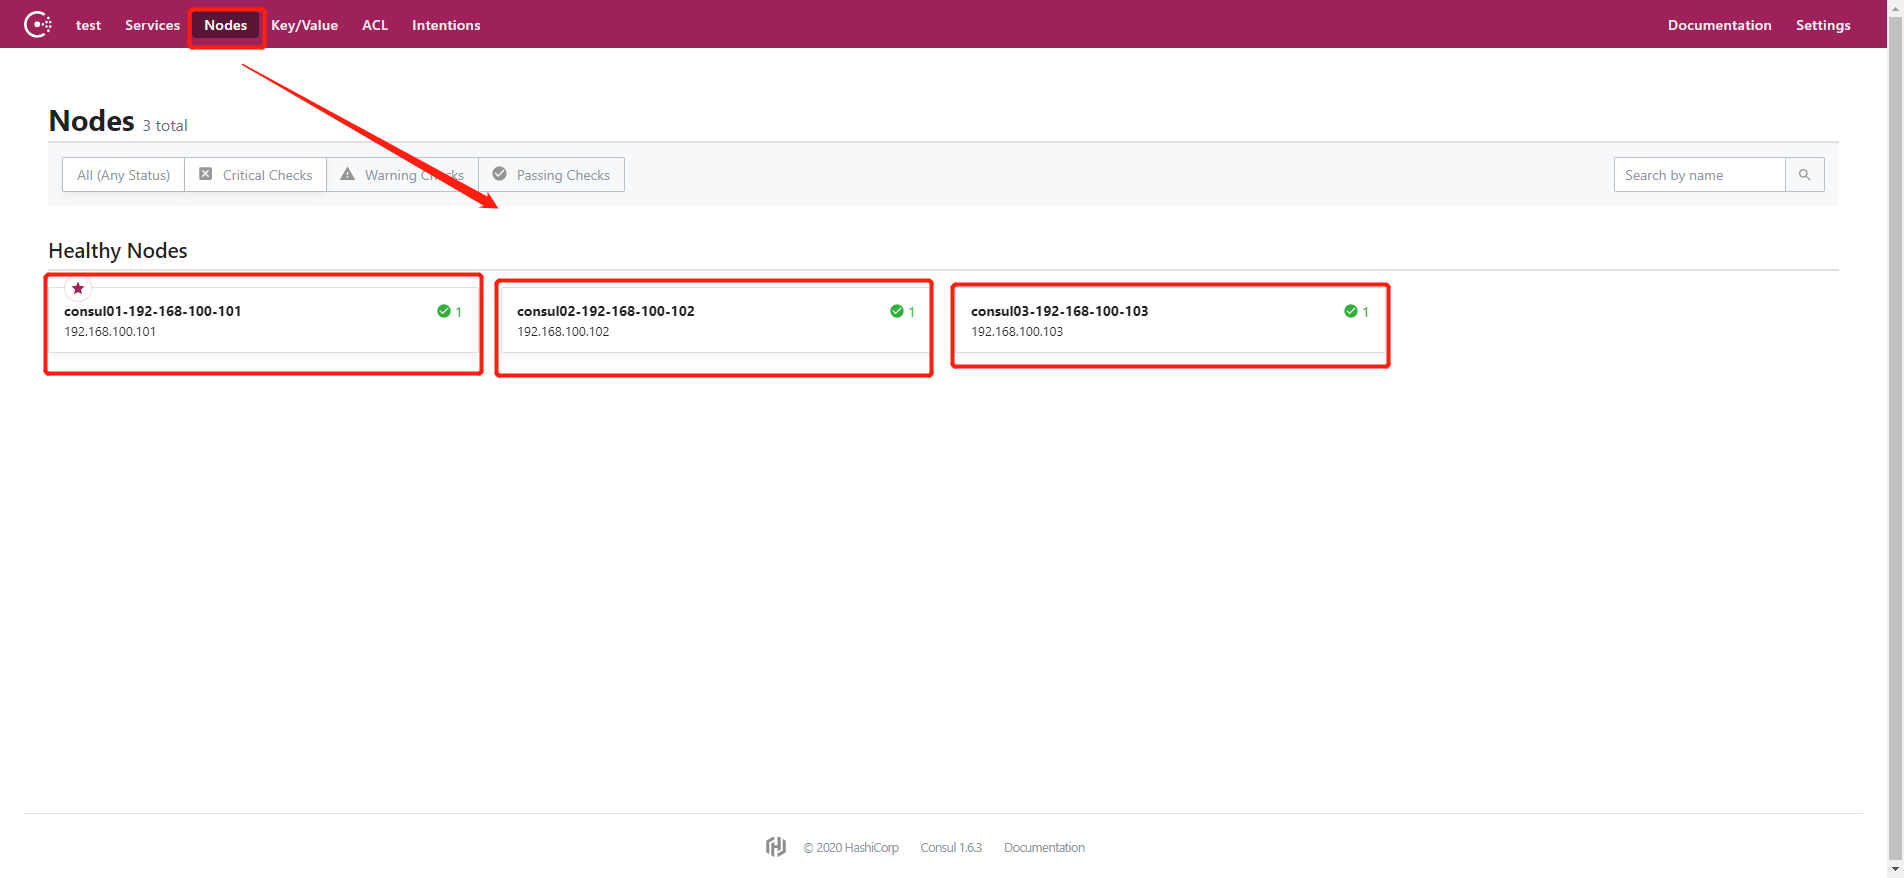 test Services Nodes Key/Value ACL Intentions Documentation Settings
Nodes 3 total
All (Any Status) Critical Checks Warning Checks Passing Checks Search by name
Healthy Nodes
consul01-192-168-100-101 1
192.168.100.101
consul02-192-168-100-102 1
192.168.100.102
consul03-192-168-100-103 1
192.168.100.103
© 2020 HashiCorp Consul 1.6.3 Documentation